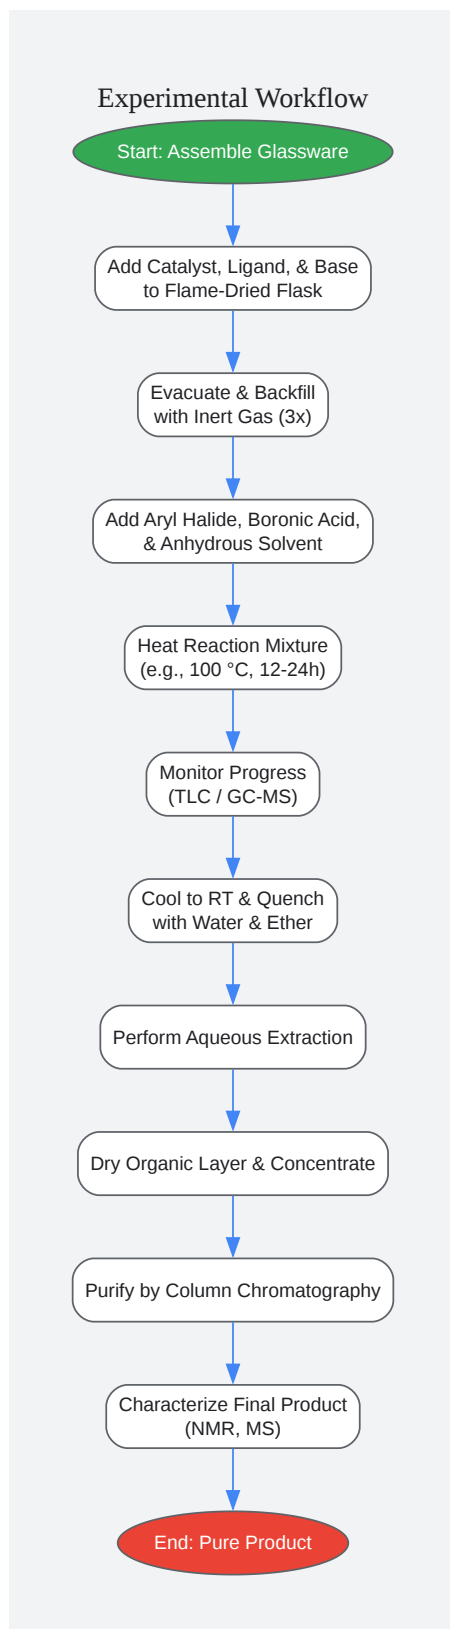 Experimental Workflow
Start: Assemble Glassware
Add Catalyst, Ligand, & Base
to Flame-Dried Flask
Evacuate & Backfill
with Inert Gas (3x)
Add Aryl Halide, Boronic Acid,
& Anhydrous Solvent
Heat Reaction Mixture
(e.g., 100 °C, 12-24h)
Monitor Progress
(TLC / GC-MS)
Cool to RT & Quench
with Water & Ether
Perform Aqueous Extraction
Dry Organic Layer & Concentrate
Purify by Column Chromatography
Characterize Final Product
(NMR, MS)
End: Pure Product